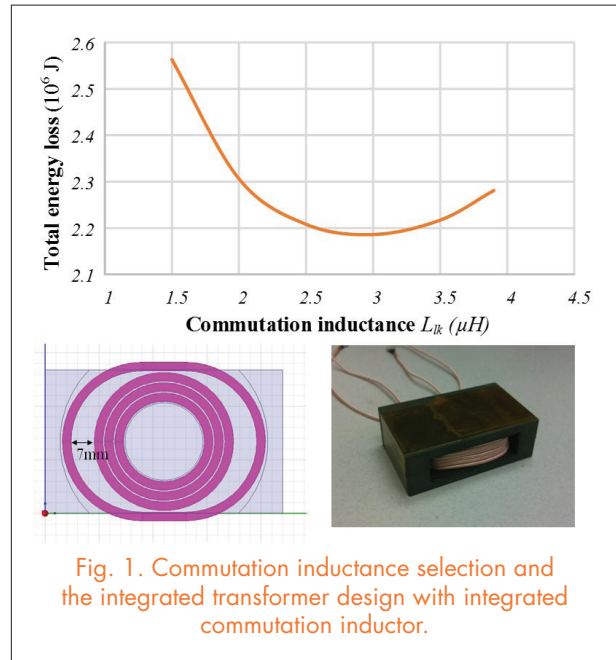 2.6
2.5
2.4
2.3
2.2
2.1
Total energy loss (10⁶ J)
1 1.5 2 2.5 3 3.5 4 4.5
Commutation inductance Llk (µH)
7mm
Fig. 1. Commutation inductance selection and
the integrated transformer design with integrated
commutation inductor.